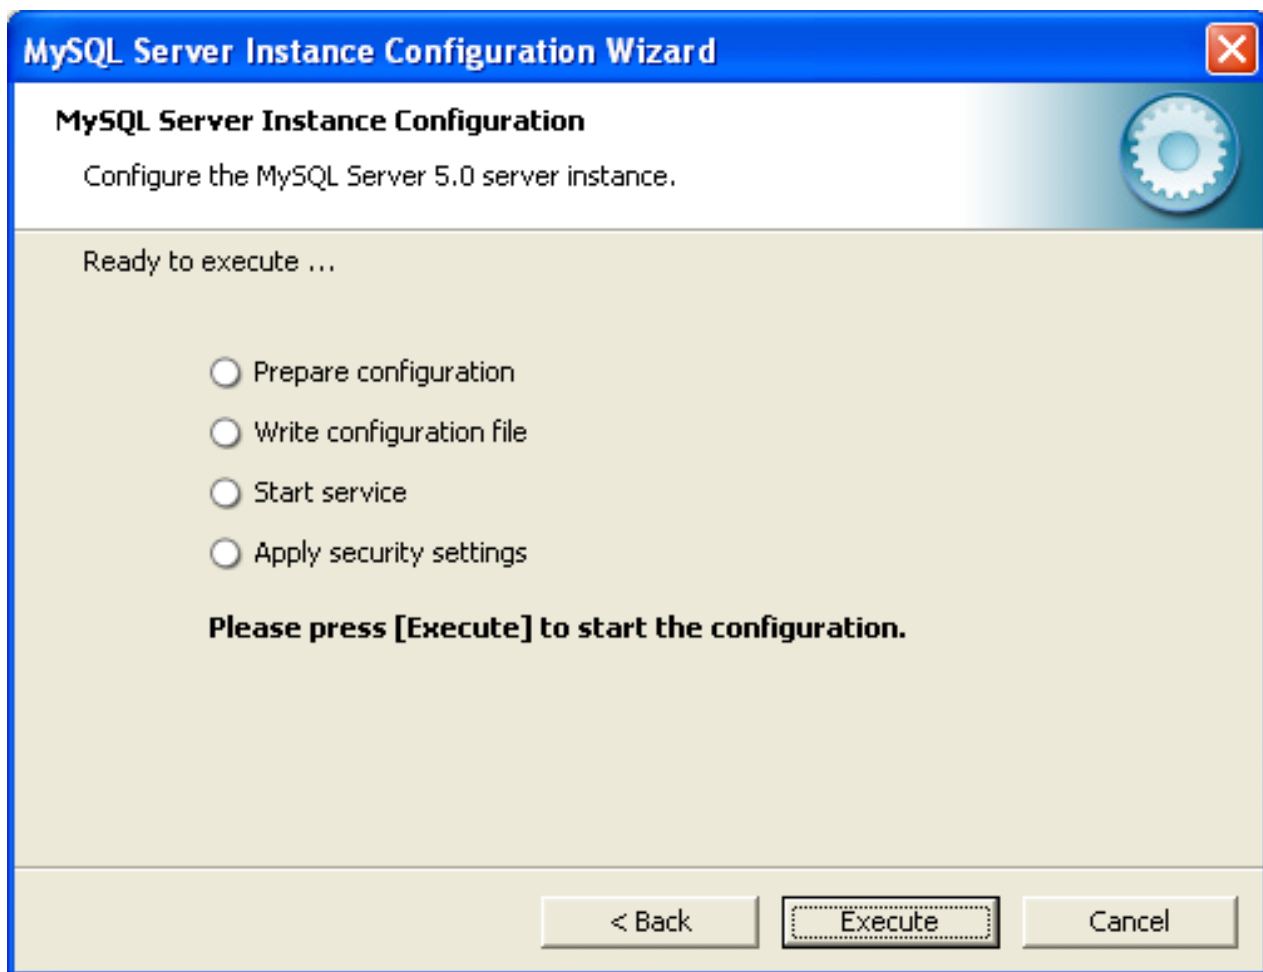 MySQL Server Instance Configuration Wizard
MySQL Server Instance Configuration
Configure the MySQL Server 5.0 server instance.
Ready to execute ...
Prepare configuration
Write configuration file
Start service
Apply security settings
Please press [Execute] to start the configuration.
< Back
Execute
Cancel